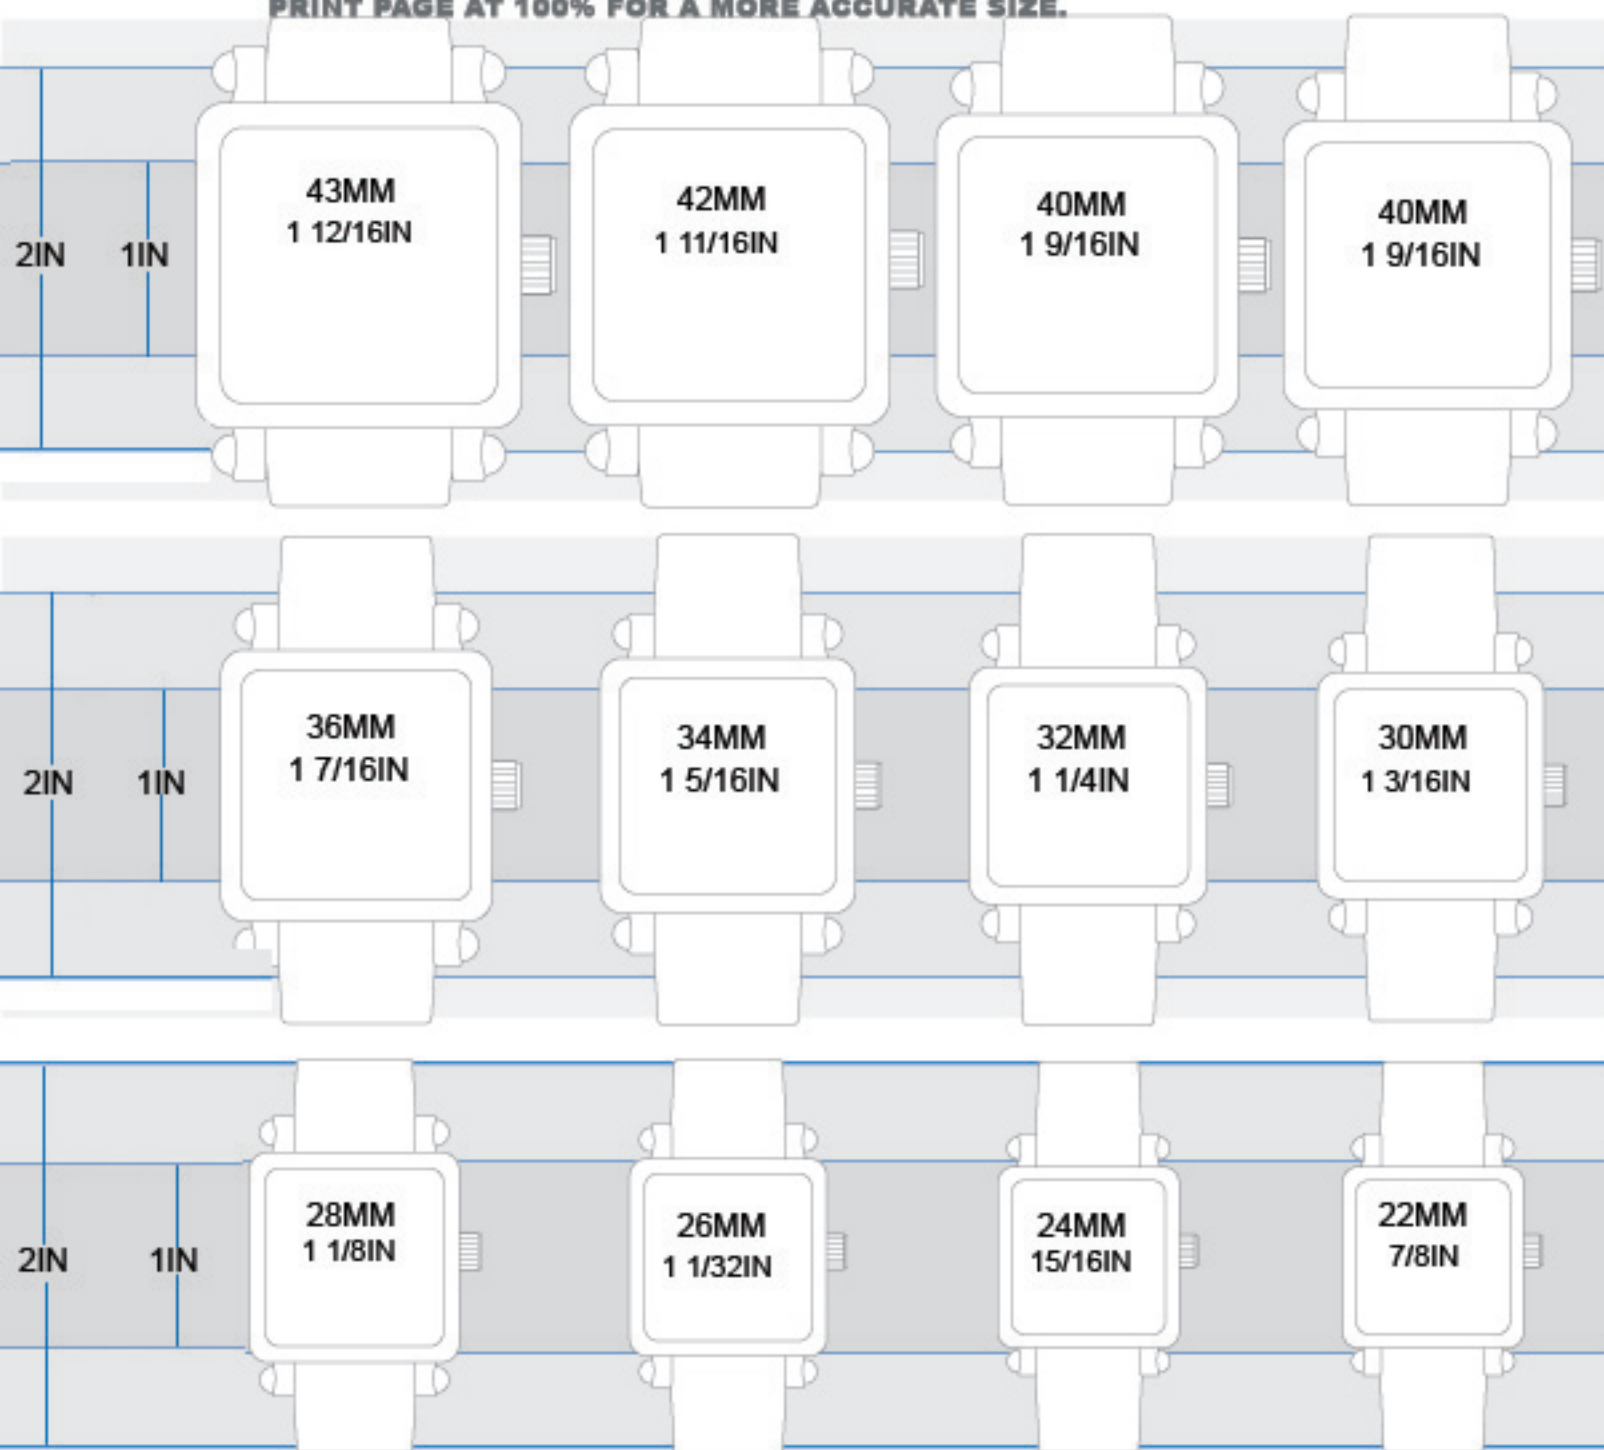 PRINT PAGE AT 100% FOR A MORE ACCURATE SIZE.
2IN
1IN
43MM
1 12/16IN
42MM
1 11/16IN
40MM
1 9/16IN
40MM
1 9/16IN
2IN
1IN
36MM
1 7/16IN
34MM
1 5/16IN
32MM
1 1/4IN
30MM
1 3/16IN
2IN
1IN
28MM
1 1/8IN
26MM
1 1/32IN
24MM
15/16IN
22MM
7/8IN